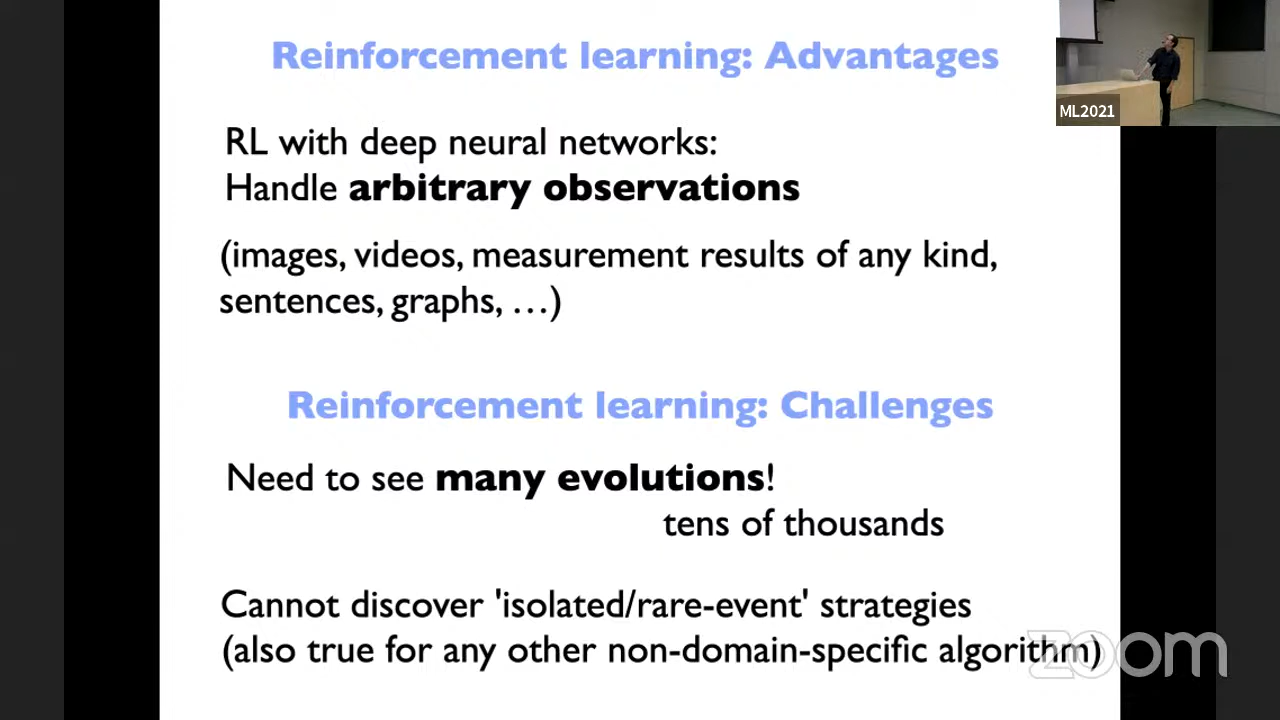 Reinforcement learning: Advantages
ML2021
RL with deep neural networks:
Handle arbitrary observations
(images, videos, measurement results of any kind,
sentences, graphs, …)
Reinforcement learning: Challenges
Need to see many evolutions!
tens of thousands
Cannot discover 'isolated/rare-event' strategies
(also true for any other non-domain-specific algorithm)
zoom